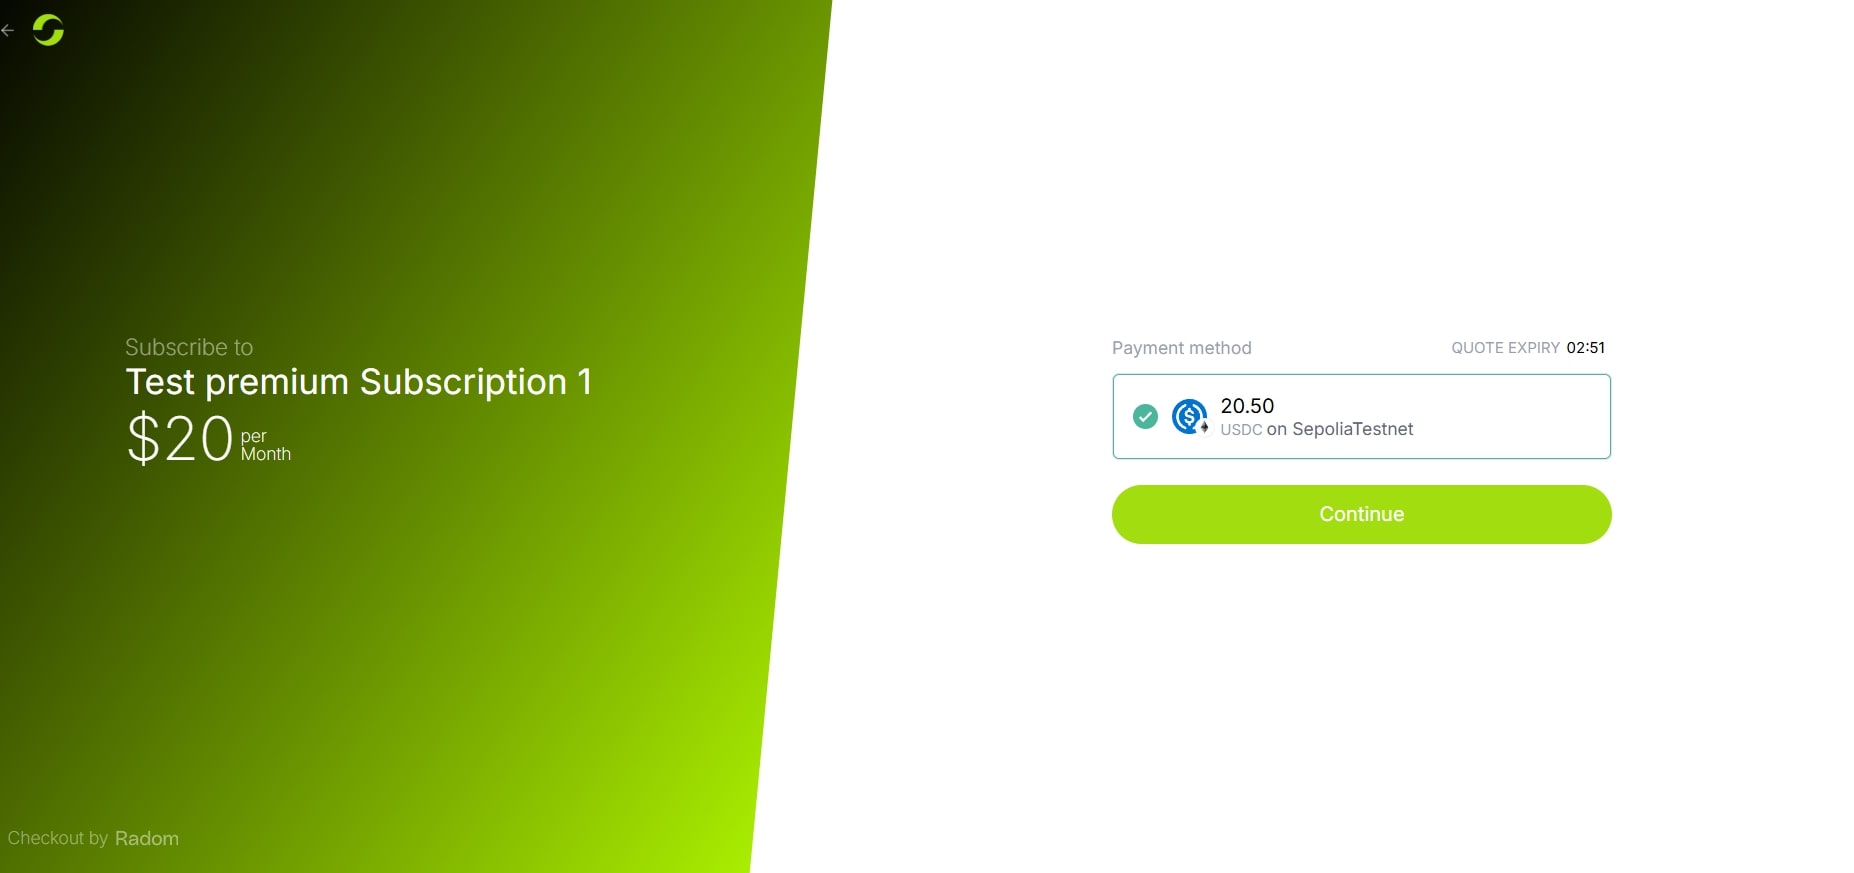 Subscribe to
Test premium Subscription 1
$20 per Month
Checkout by Radom
Payment method
QUOTE EXPIRY 02:51
20.50
USDC on SepoliaTestnet
Continue